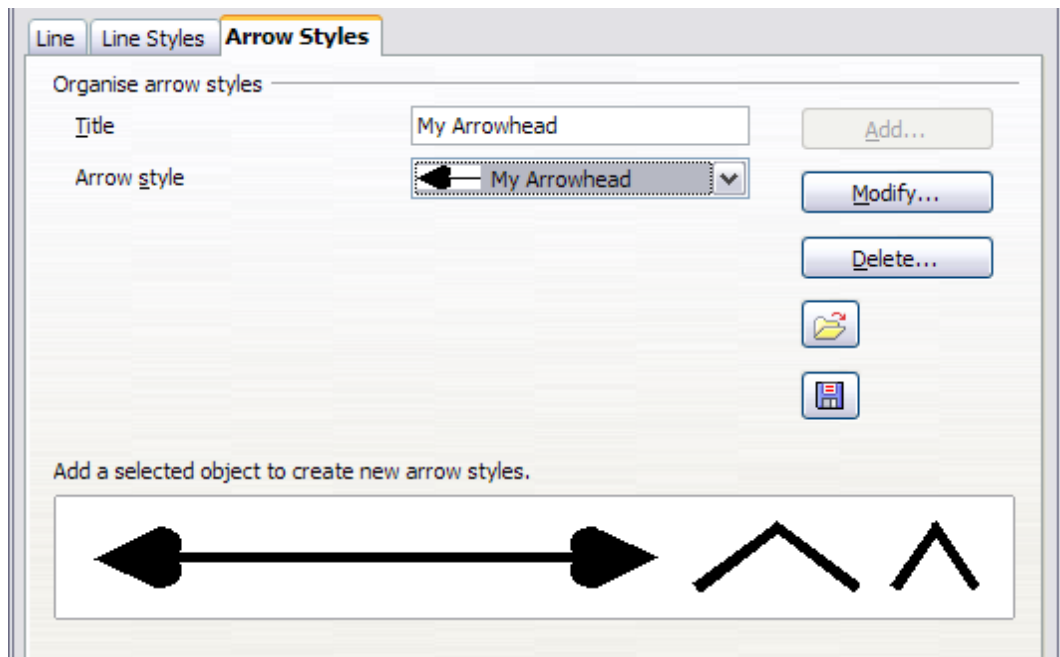 Line Line Styles Arrow Styles
Organise arrow styles
Title My Arrowhead Add...
Arrow style My Arrowhead Modify...
Delete...
Add a selected object to create new arrow styles.